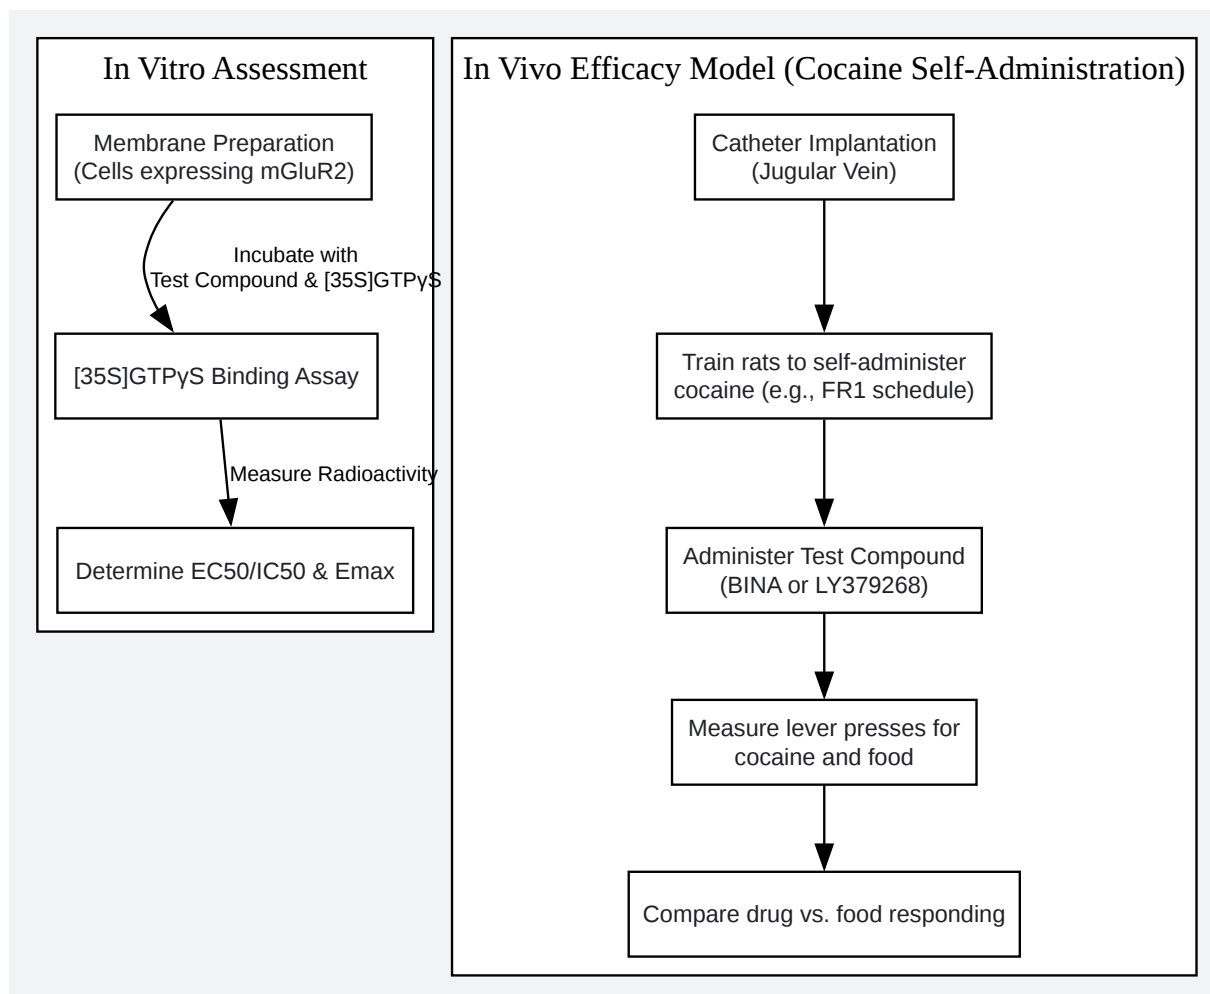 In Vitro Assessment
Membrane Preparation
(Cells expressing mGluR2)
Incubate with
Test Compound & [35S]GTPγS
[35S]GTPγS Binding Assay
Measure Radioactivity
Determine EC50/IC50 & Emax
In Vivo Efficacy Model (Cocaine Self-Administration)
Catheter Implantation
(Jugular Vein)
Train rats to self-administer
cocaine (e.g., FR1 schedule)
Administer Test Compound
(BINA or LY379268)
Measure lever presses for
cocaine and food
Compare drug vs. food responding